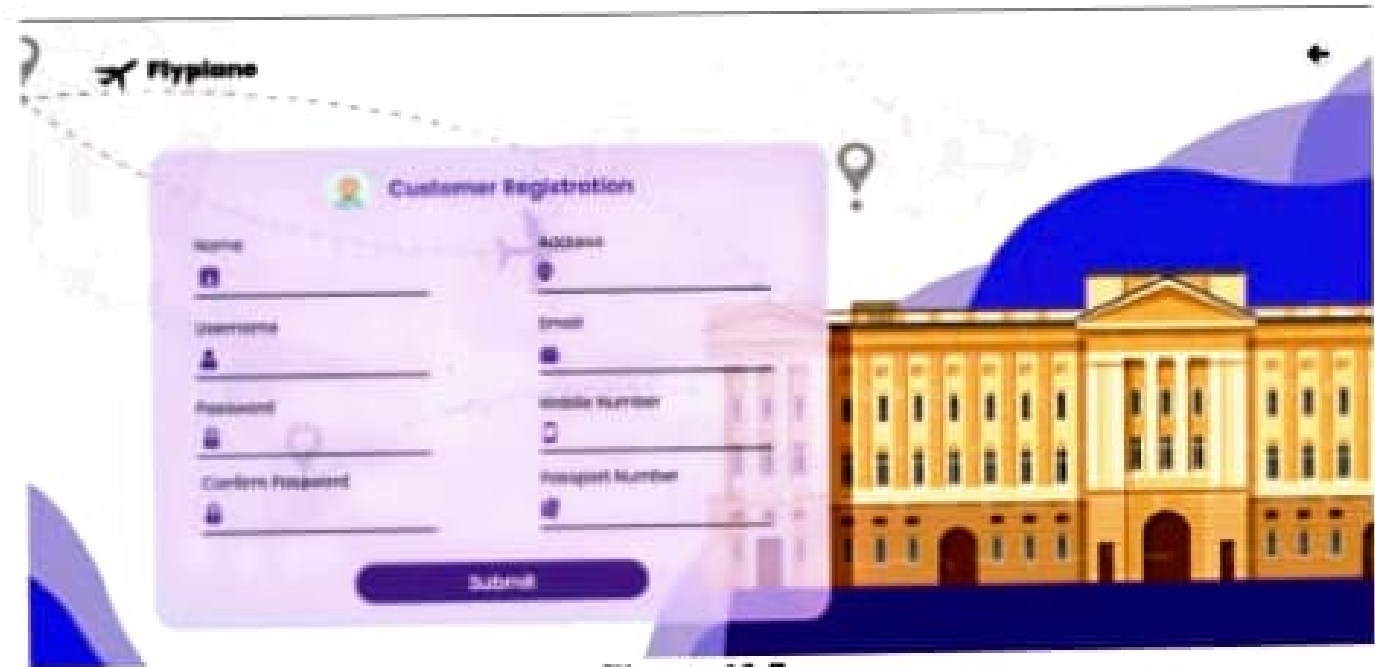 Flyplane
Customer Registration
Name
Address
Username
Email
Password
Mobile Number
Confirm Password
Passport Number
Submit